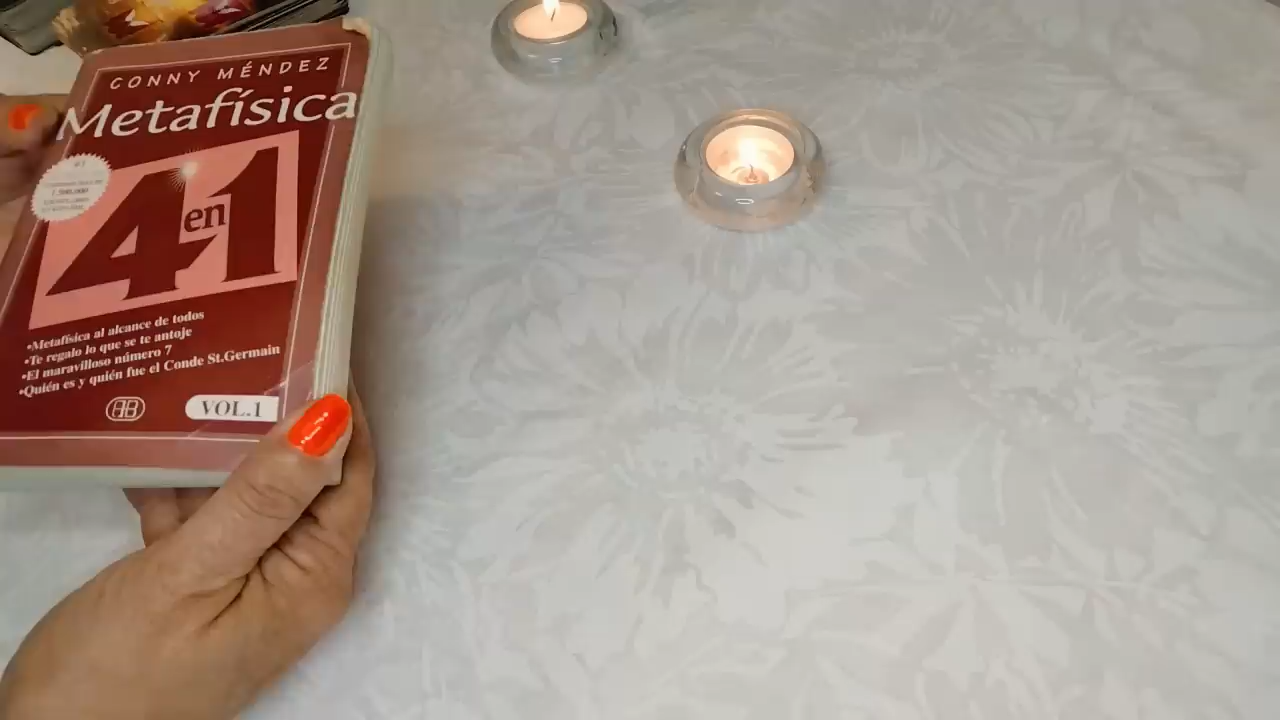 CONNY MÉNDEZ
Metafísica
4 en 1
•Metafísica al alcance de todos
•Te regalo lo que se te antoje
•El maravilloso número 7
•Quién es y quién fue el Conde St.Germain
VOL.1